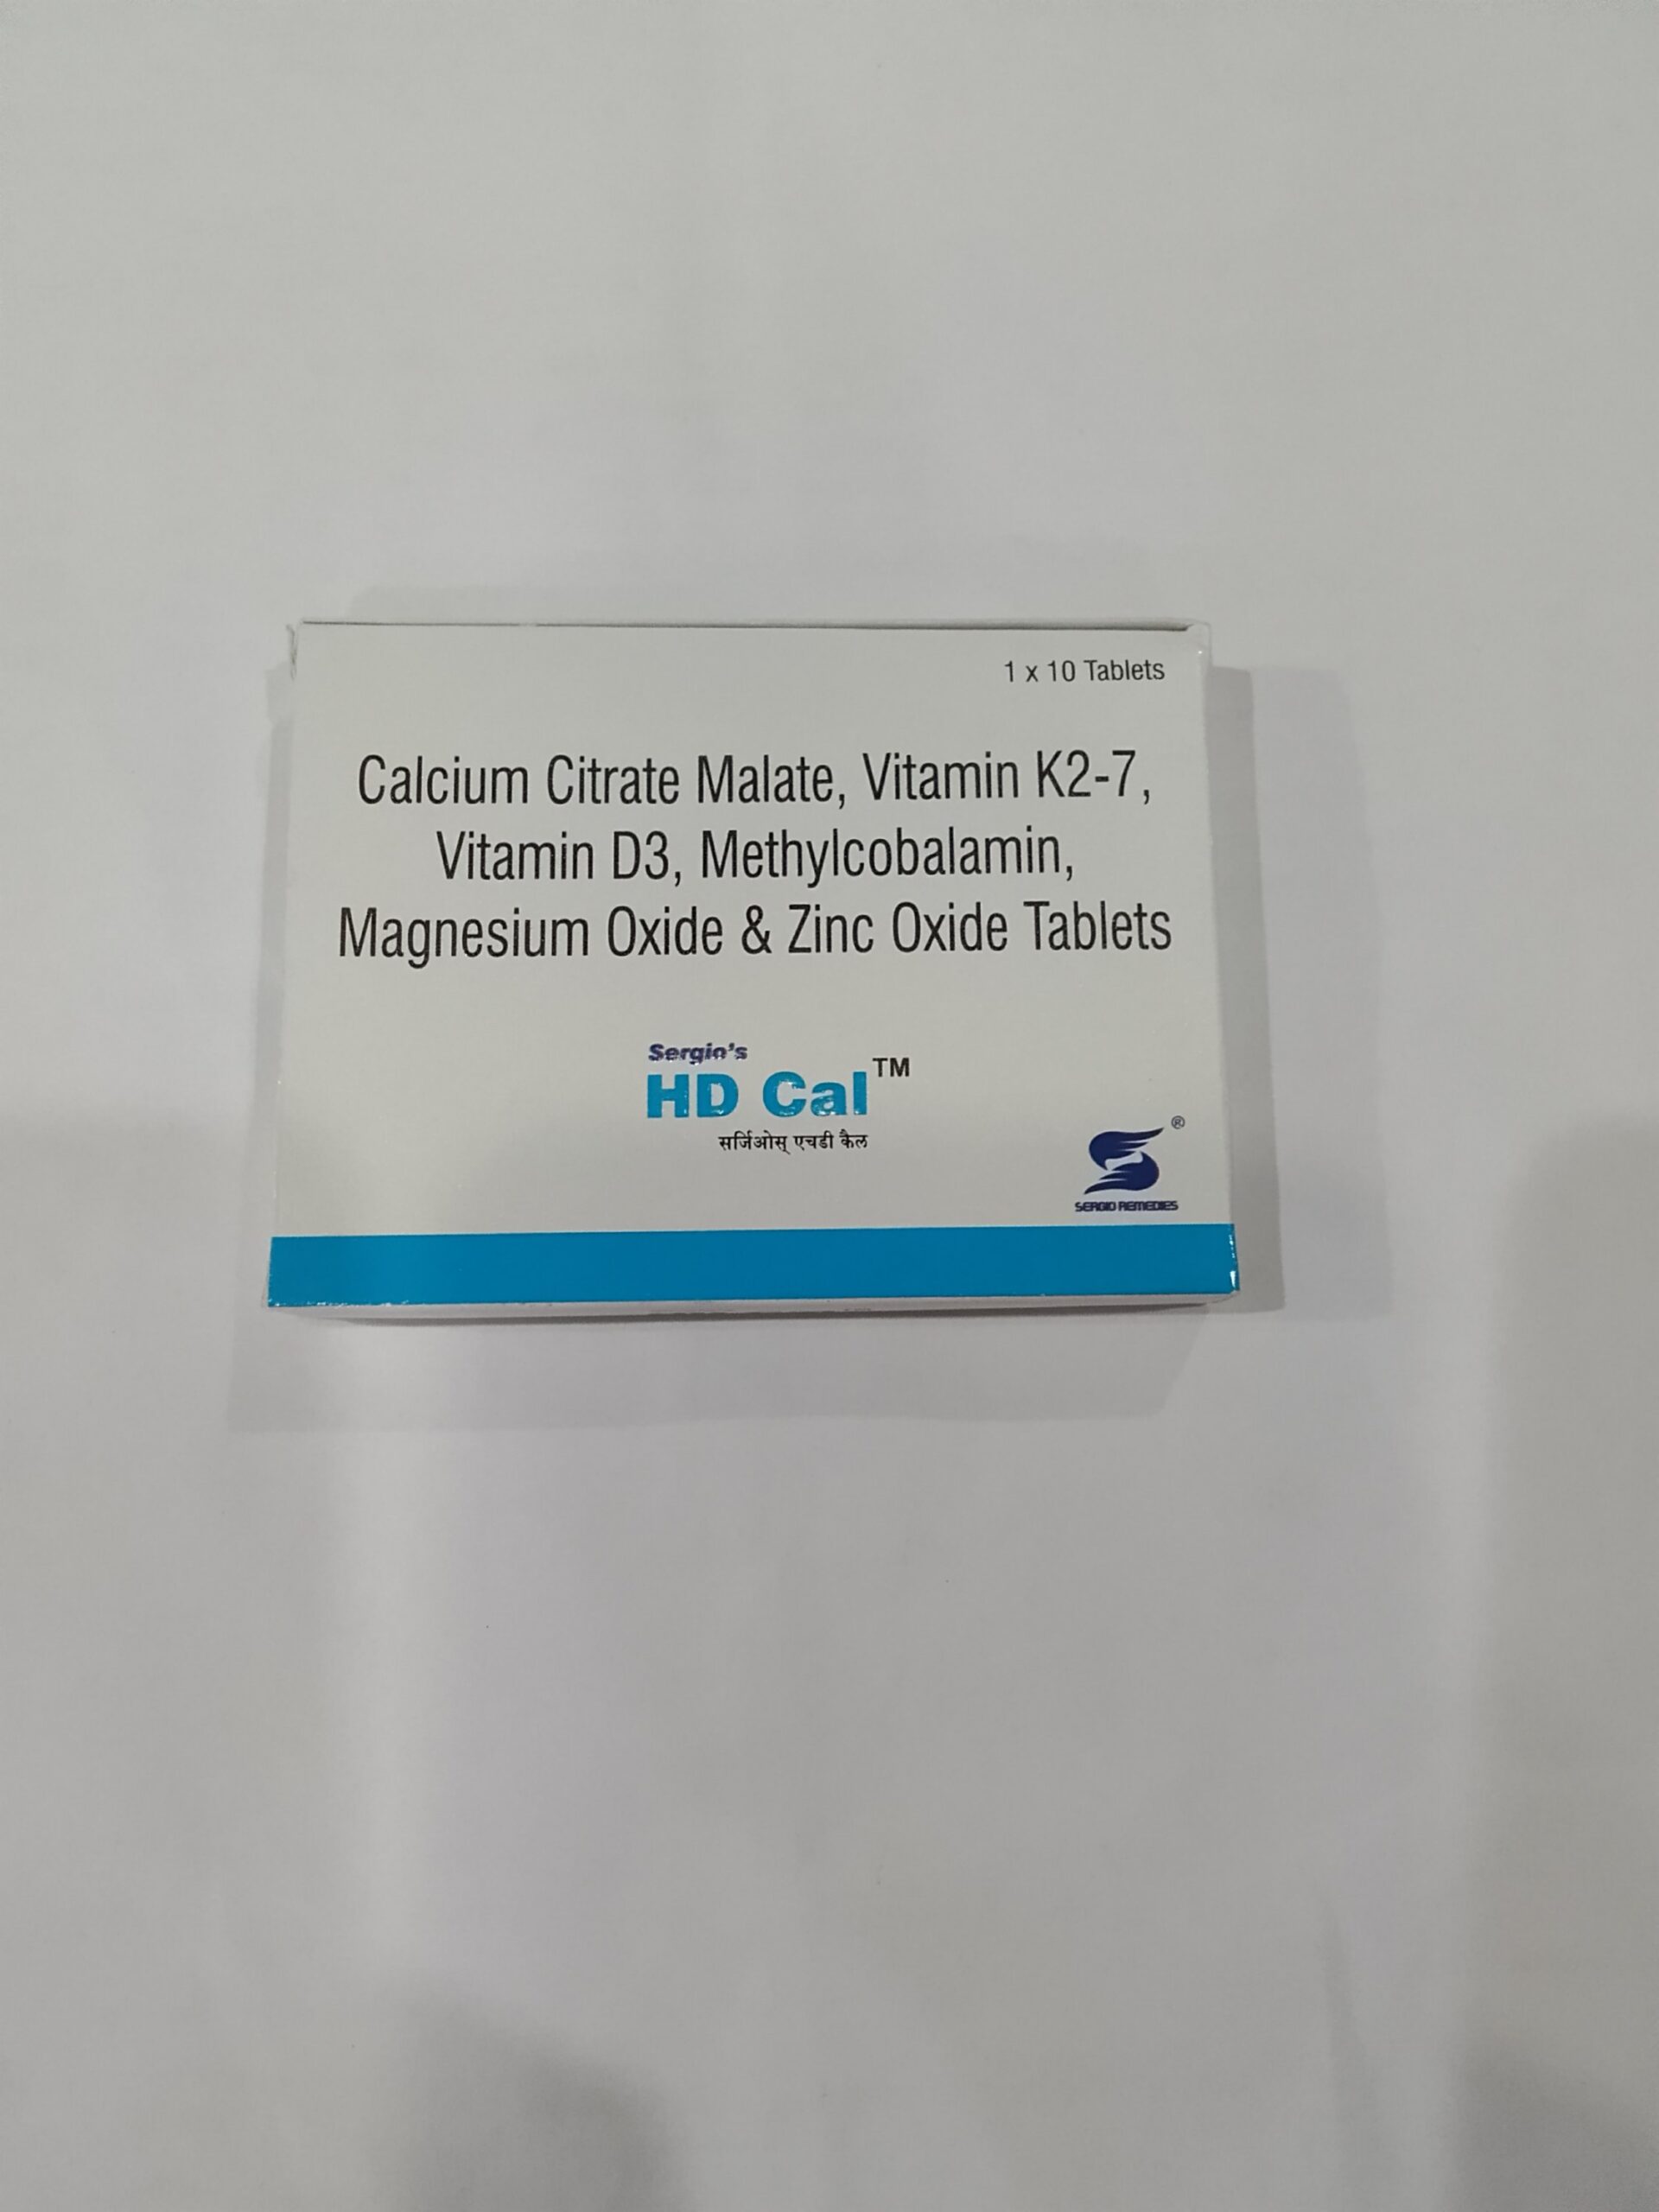 1 x 10 Tablets
Calcium Citrate Malate, Vitamin K2-7,
Vitamin D3, Methylcobalamin,
Magnesium Oxide & Zinc Oxide Tablets
Sergio's
HD Cal™
सर्जिओस् एचडी कैल
®
SERGIO REMEDIES